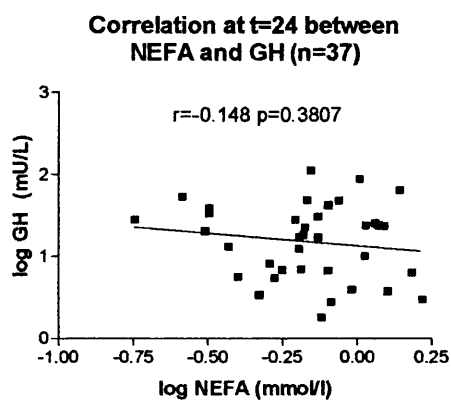 Correlation at t=24 between
NEFA and GH (n=37)
r=-0.148 p=0.3807
log GH (mU/L)
3
2
1
0
-1.00 -0.75 -0.50 -0.25 0.00 0.25
log NEFA (mmol/l)